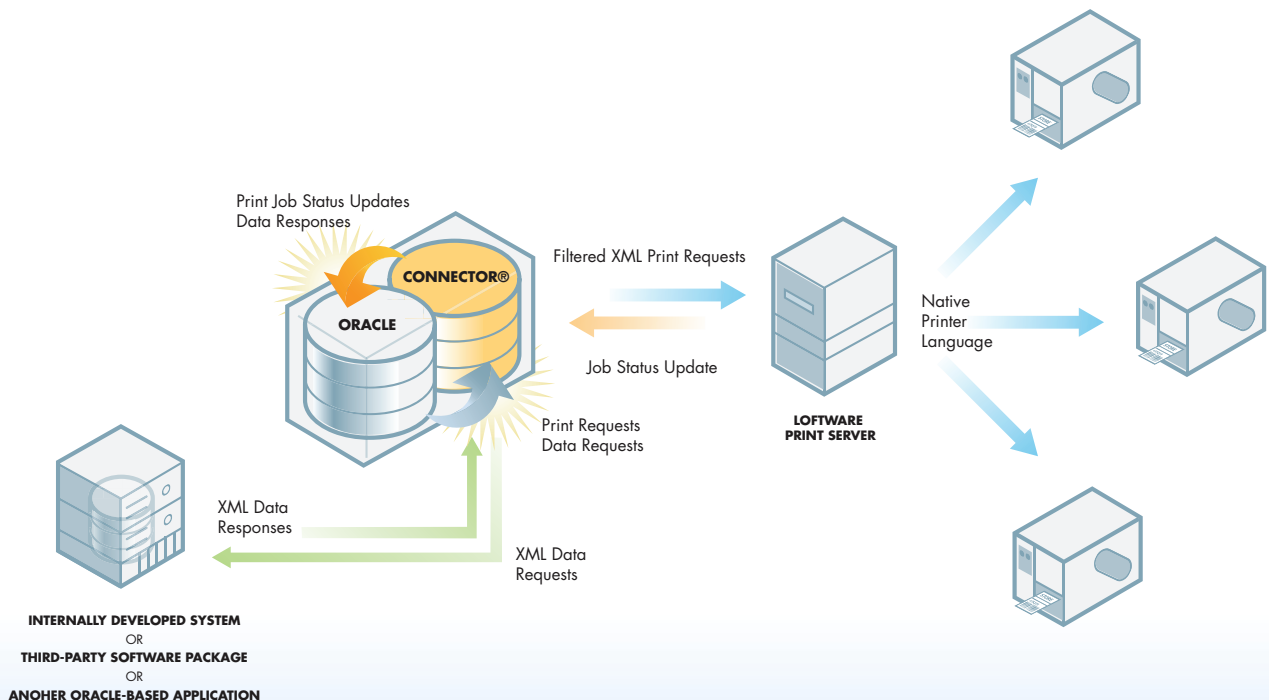 Print Job Status Updates
Data Responses
CONNECTOR®
ORACLE
Filtered XML Print Requests
Job Status Update
Native
Printer
Language
LOFTWARE
PRINT SERVER
Print Requests
Data Requests
XML Data
Responses
XML Data
Requests
INTERNALLY DEVELOPED SYSTEM
OR
THIRD-PARTY SOFTWARE PACKAGE
OR
ANOHER ORACLE-BASED APPLICATION